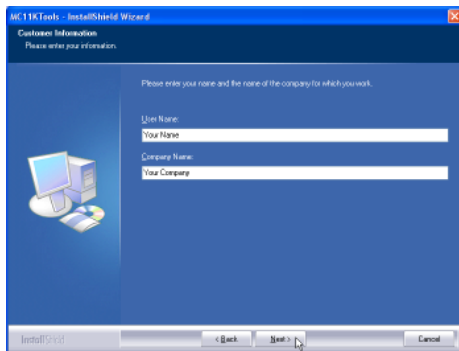 MC11KTools - InstallShield Wizard
Customer Information
Please enter your information.
Please enter your name and the name of the company for which you work.
User Name:
Your Name
Company Name:
Your Company
InstallShield
< Back
Next >
Cancel